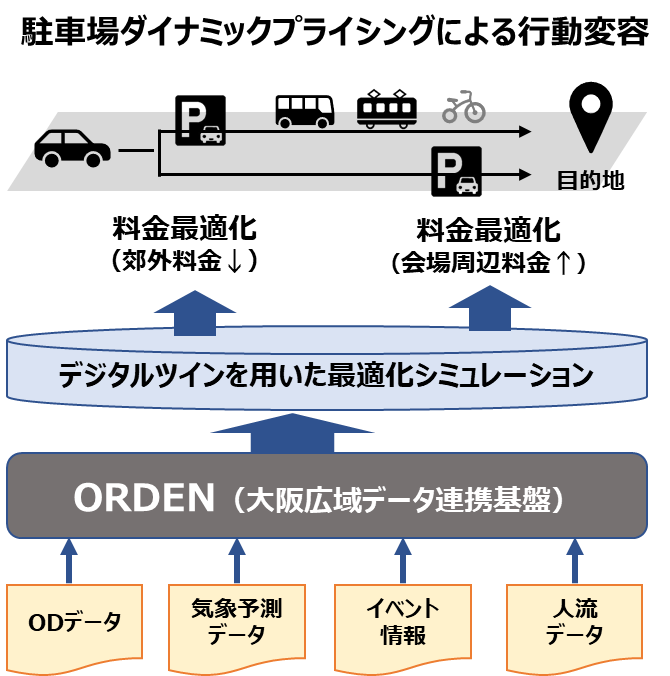 駐車場ダイナミックプライシングによる行動変容
P
P
目的地
料金最適化
（郊外料金↓）
料金最適化
（会場周辺料金↑）
デジタルツインを用いた最適化シミュレーション
ORDEN（大阪広域データ連携基盤）
ODデータ
気象予測
データ
イベント
情報
人流
データ